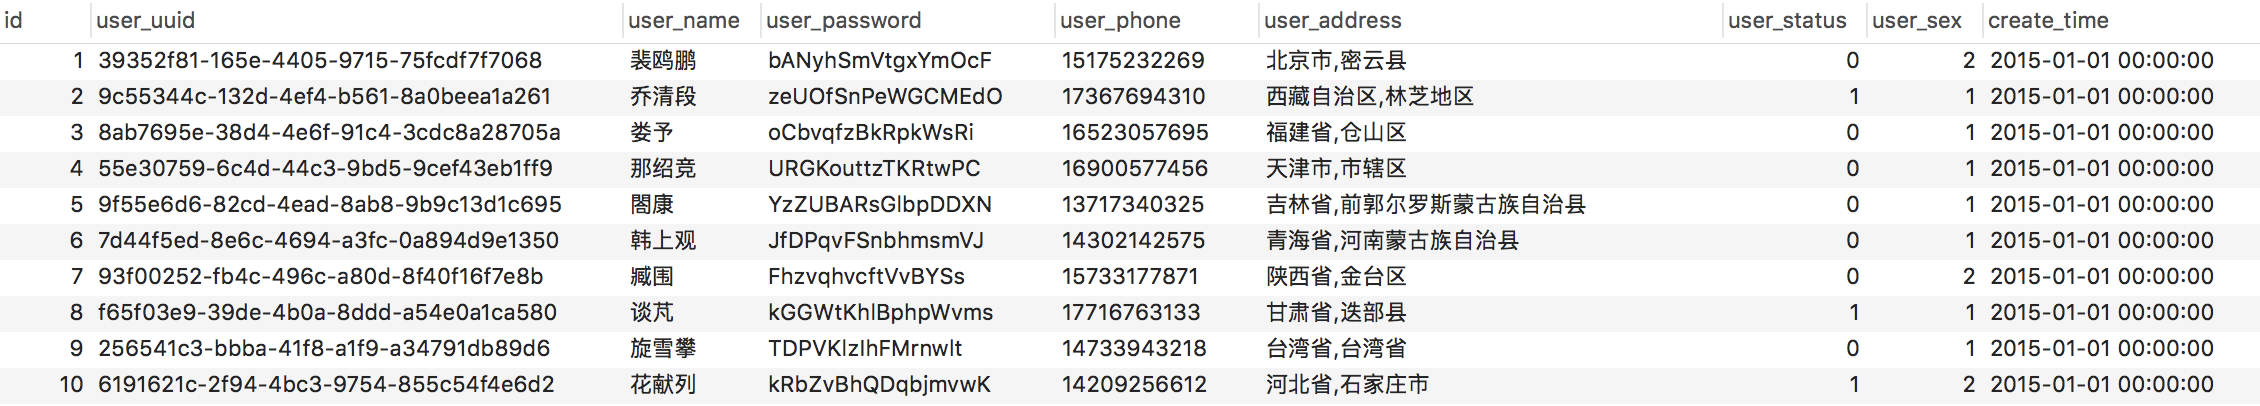 id user_uuid user_name user_password user_phone user_address user_status user_sex create_time
1 39352f81-165e-4405-9715-75fcdf7f7068 裴鸥鹏 bANyhSmVtgxYmOcF 15175232269 北京市,密云县 0 2 2015-01-01 00:00:00
2 9c55344c-132d-4ef4-b561-8a0beea1a261 乔清段 zeUOfSnPeWGCMEdO 17367694310 西藏自治区,林芝地区 1 1 2015-01-01 00:00:00
3 8ab7695e-38d4-4e6f-91c4-3cdc8a28705a 娄予 oCbvqfzBkRpkWsRi 16523057695 福建省,仓山区 0 1 2015-01-01 00:00:00
4 55e30759-6c4d-44c3-9bd5-9cef43eb1ff9 那绍竞 URGKouttzTKRtwPC 16900577456 天津市,市辖区 0 1 2015-01-01 00:00:00
5 9f55e6d6-82cd-4ead-8ab8-9b9c13d1c695 閤康 YzZUBARsGlbpDDXN 13717340325 吉林省,前郭尔罗斯蒙古族自治县 0 1 2015-01-01 00:00:00
6 7d44f5ed-8e6c-4694-a3fc-0a894d9e1350 韩上观 JfDPqvFSnbhmsmVJ 14302142575 青海省,河南蒙古族自治县 0 1 2015-01-01 00:00:00
7 93f00252-fb4c-496c-a80d-8f40f16f7e8b 臧围 FhzvqhvcftVvBYSs 15733177871 陕西省,金台区 0 2 2015-01-01 00:00:00
8 f65f03e9-39de-4b0a-8ddd-a54e0a1ca580 谈芃 kGGWtKhlBphpWvms 17716763133 甘肃省,迭部县 1 1 2015-01-01 00:00:00
9 256541c3-bbba-41f8-a1f9-a34791db89d6 旋雪攀 TDPVKlzIhFMrnwlt 14733943218 台湾省,台湾省 0 1 2015-01-01 00:00:00
10 6191621c-2f94-4bc3-9754-855c54f4e6d2 花献列 kRbZvBhQDqbjmvwK 14209256612 河北省,石家庄市 1 2 2015-01-01 00:00:00